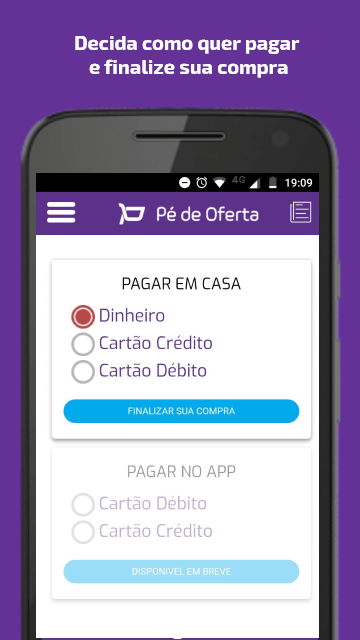 Decida como quer pagar
e finalize sua compra
4G 19:09
Pé de Oferta
PAGAR EM CASA
Dinheiro
Cartão Crédito
Cartão Débito
FINALIZAR SUA COMPRA
PAGAR NO APP
Cartão Débito
Cartão Crédito
DISPONIVEL EM BREVE